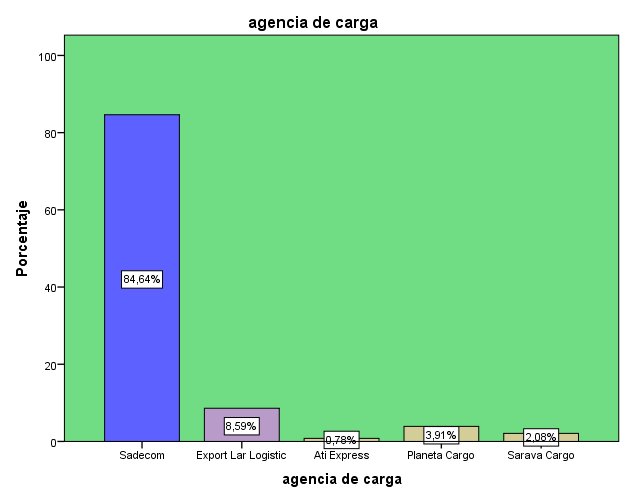 agencia de carga
Porcentaje
100
80
60
40
20
0
84,64%
8,59%
0,78%
3,91%
2,08%
Sadecom
Export Lar Logistic
Ati Express
Planeta Cargo
Sarava Cargo
agencia de carga